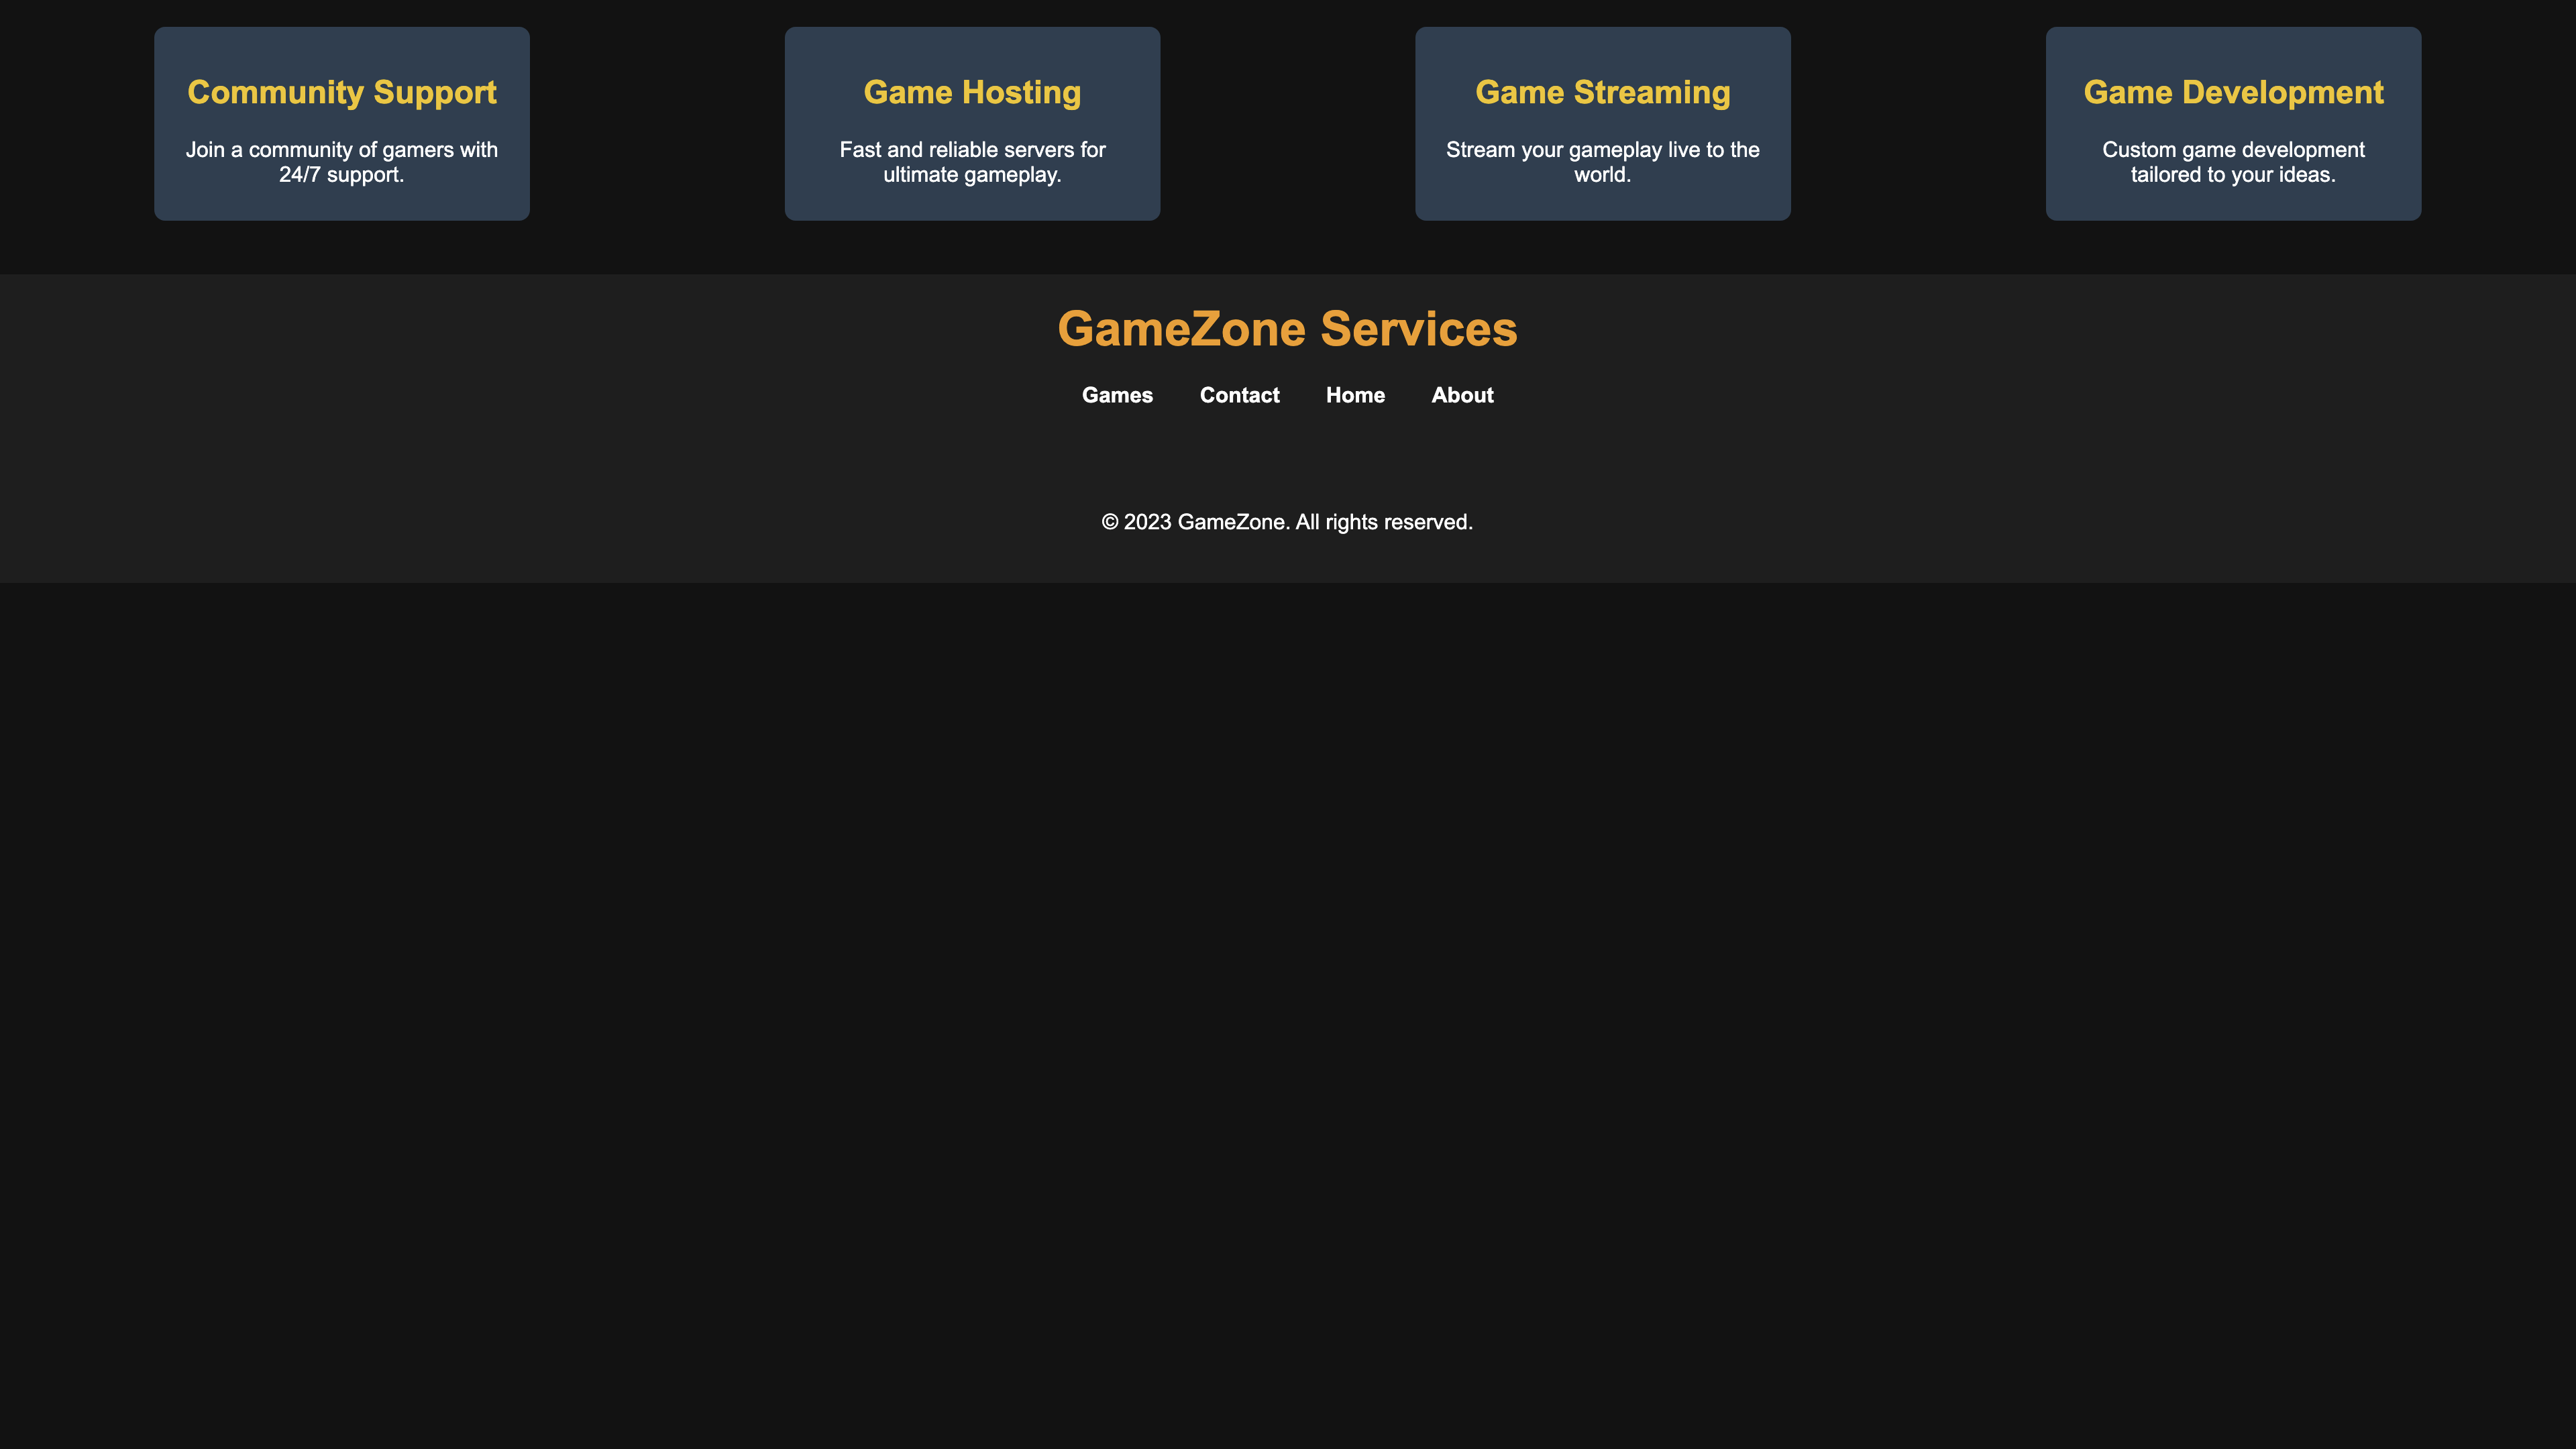 Community Support
Join a community of gamers with
24/7 support.
Game Hosting
Fast and reliable servers for
ultimate gameplay.
Game Streaming
Stream your gameplay live to the
world.
Game Development
Custom game development
tailored to your ideas.
GameZone Services
Games Contact Home About
© 2023 GameZone. All rights reserved.